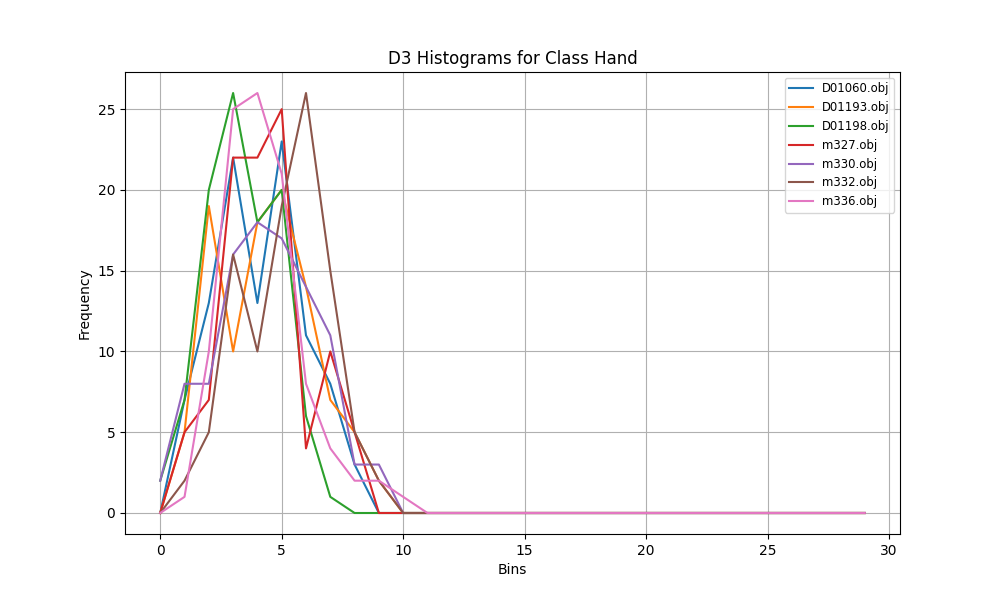 D3 Histograms for Class Hand
D01060.obj
D01193.obj
D01198.obj
m327.obj
m330.obj
m332.obj
m336.obj
Frequency
25
20
15
10
5
0
0 5 10 15 20 25 30
Bins